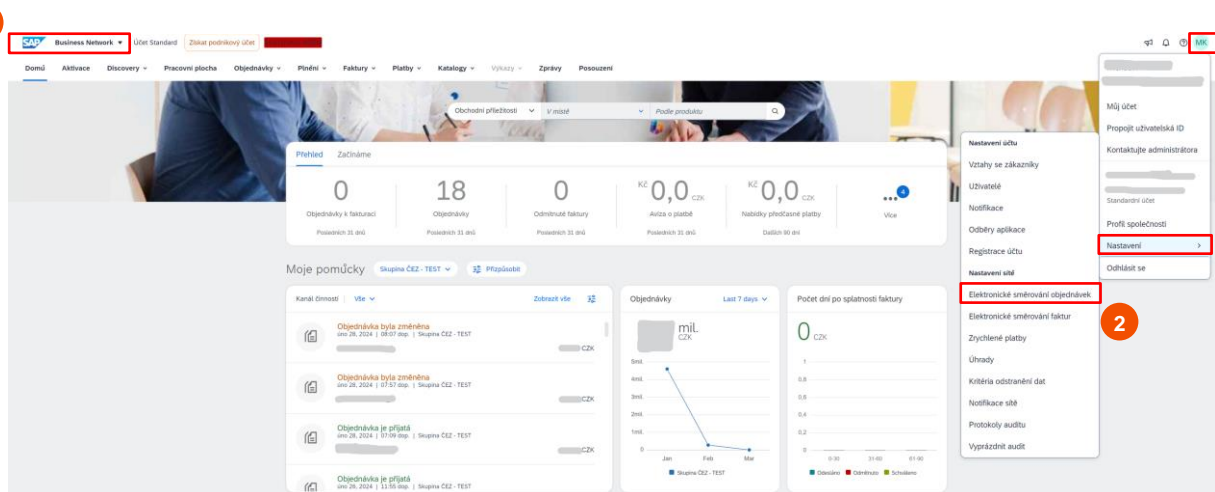 SAP Business Network Účet Standard Získat podnikový účet
MK
Domů Aktivace Discovery Pracovní plocha Objednávky Plnění Faktury Platby Katalogy Výkazy Zprávy Posouzení
Obchodní příležitosti V místě Podle produktu
Přehled Začínáme
0 18 0 Kč 0,0 CZK Kč 0,0 CZK ... 4
Objednávky k fakturaci Objednávky Odmítnuté faktury Avíza o platbě Nabídky předčasné platby Více
Posledních 31 dnů Posledních 31 dnů Posledních 31 dnů Posledních 31 dnů Dalších 90 dní
Moje pomůcky Skupina ČEZ - TEST Přizpůsobit
Kanál činností Vše Zobrazit vše
Objednávka byla změněna
úno 28, 2024 | 08:07 dop. | Skupina ČEZ - TEST
CZK
Objednávka byla změněna
úno 28, 2024 | 07:57 dop. | Skupina ČEZ - TEST
CZK
Objednávka je přijatá
úno 28, 2024 | 07:09 dop. | Skupina ČEZ - TEST
CZK
Objednávka je přijatá
úno 28, 2024 | 11:55 dop. | Skupina ČEZ - TEST
Objednávky Last 7 days
mil.
CZK
5mil.
4mil.
3mil.
2mil.
1mil.
0
Jan Feb Mar
Skupina ČEZ - TEST
Počet dní po splatnosti faktury
0 CZK
1
0,8
0,6
0,4
0,2
0
0-30 31-60 61-90
Odesláno Odmítnuto Schváleno
Nastavení účtu
Vztahy se zákazníky
Uživatelé
Notifikace
Odběry aplikace
Registrace účtu
Nastavení sítě
Elektronické směrování objednávek
Elektronické směrování faktur
Zrychlené platby
Úhrady
Kritéria odstranění dat
Notifikace sítě
Protokoly auditu
Vyprázdnit audit
2
Můj účet
Propojit uživatelská ID
Kontaktujte administrátora
Standardní účet
Profil společnosti
Nastavení
Odhlásit se